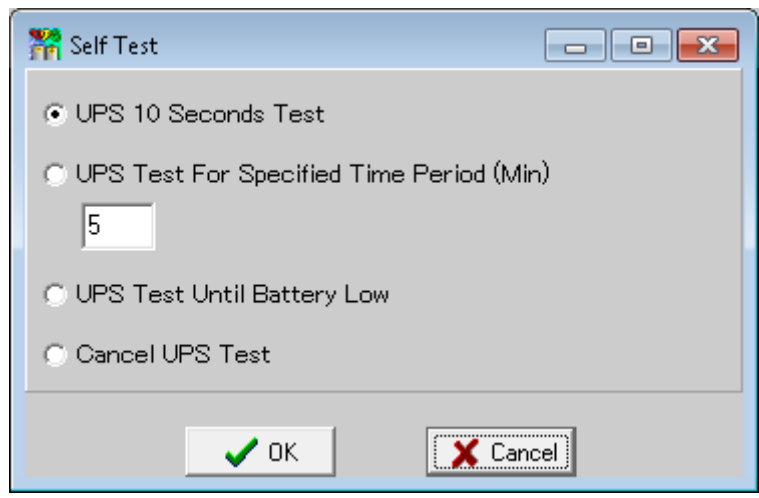 Self Test
UPS 10 Seconds Test
UPS Test For Specified Time Period (Min)
5
UPS Test Until Battery Low
Cancel UPS Test
OK
Cancel